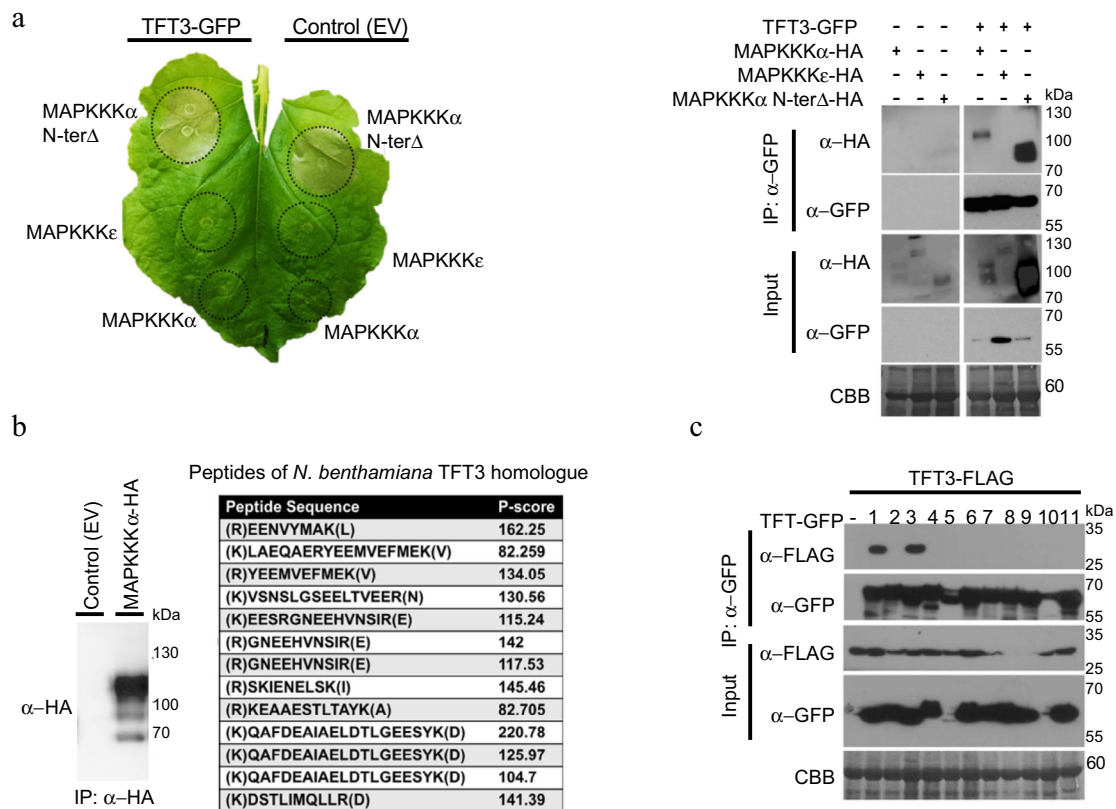 a
TFT3-GFP
Control (EV)
MAPKKKα
N-terΔ
MAPKKKα
N-terΔ
MAPKKKε
MAPKKKε
MAPKKKα
MAPKKKα
TFT3-GFP - - - + + +
MAPKKKα-HA + - - + - -
MAPKKKε-HA - + - - + -
MAPKKKα N-terΔ-HA - - + - - +
kDa
IP: α-GFP
α-HA
130
100
70
α-GFP
70
55
Input
α-HA
130
100
70
α-GFP
70
55
CBB
60
b
Control (EV)
MAPKKKα-HA
kDa
130
100
70
α-HA
IP: α-HA
Peptides of N. benthamiana TFT3 homologue
Peptide Sequence P-score
(R)EENVYMAK(L) 162.25
(K)LAEQAERYEEMVEFMEK(V) 82.259
(R)YEEMVEFMEK(V) 134.05
(K)VSNSLGSEELTVEER(N) 130.56
(K)EESRGNEEHVNSIR(E) 115.24
(R)GNEEHVNSIR(E) 142
(R)GNEEHVNSIR(E) 117.53
(R)SKIENELSK(I) 145.46
(R)KEAAESTLTAYK(A) 82.705
(K)QAFDEAIAELDTLGEESYK(D) 220.78
(K)QAFDEAIAELDTLGEESYK(D) 125.97
(K)QAFDEAIAELDTLGEESYK(D) 104.7
(K)DSTLIMQLLR(D) 141.39
c
TFT3-FLAG
TFT-GFP - 1 2 3 4 5 6 7 8 9 10 11
kDa
IP: α-GFP
α-FLAG
35
25
α-GFP
70
55
Input
α-FLAG
35
25
α-GFP
70
55
CBB
60